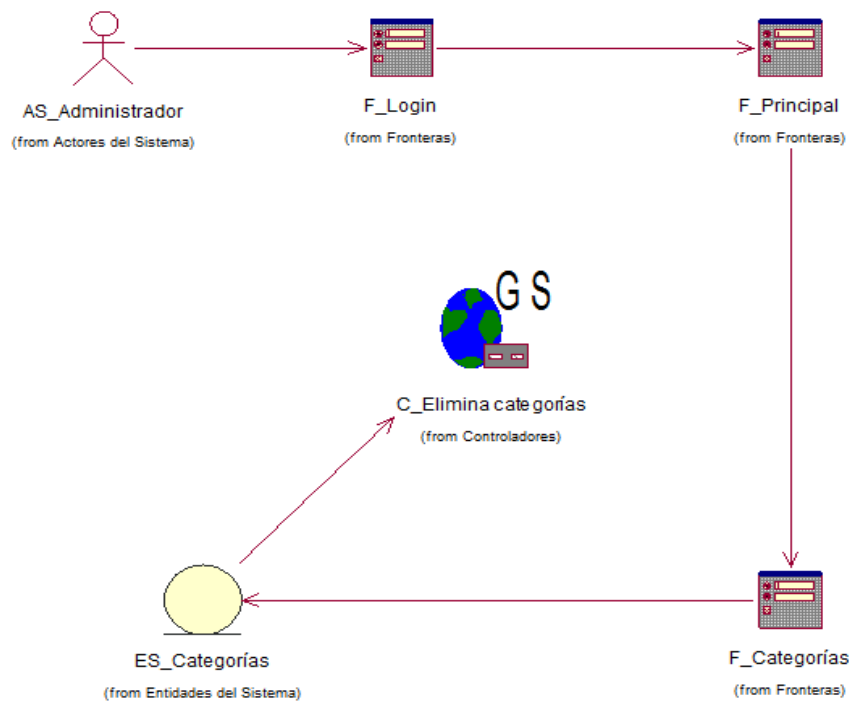 AS_Administrador
(from Actores del Sistema)
F_Login
(from Fronteras)
F_Principal
(from Fronteras)
G S
C_Elimina categorías
(from Controladores)
ES_Categorías
(from Entidades del Sistema)
F_Categorías
(from Fronteras)